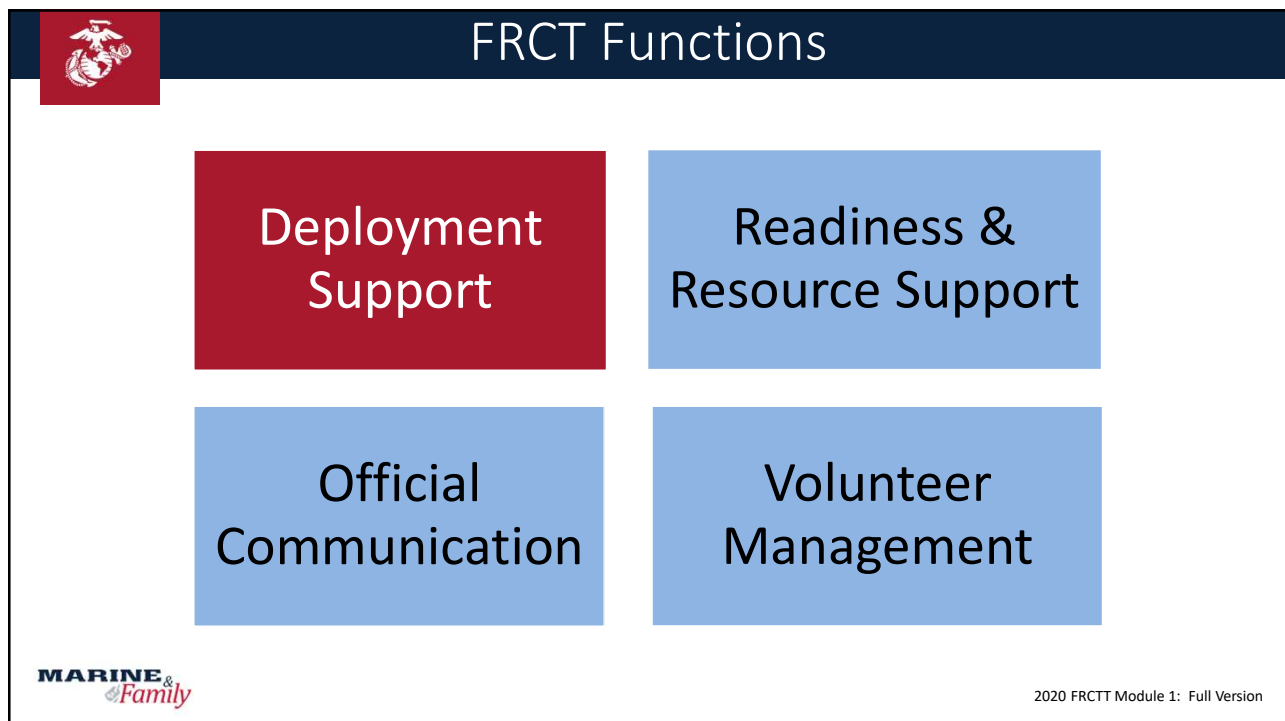 FRCT Functions
Deployment
Support
Readiness &
Resource Support
Official
Communication
Volunteer
Management
MARINE &
Family
2020 FRCTT Module 1: Full Version